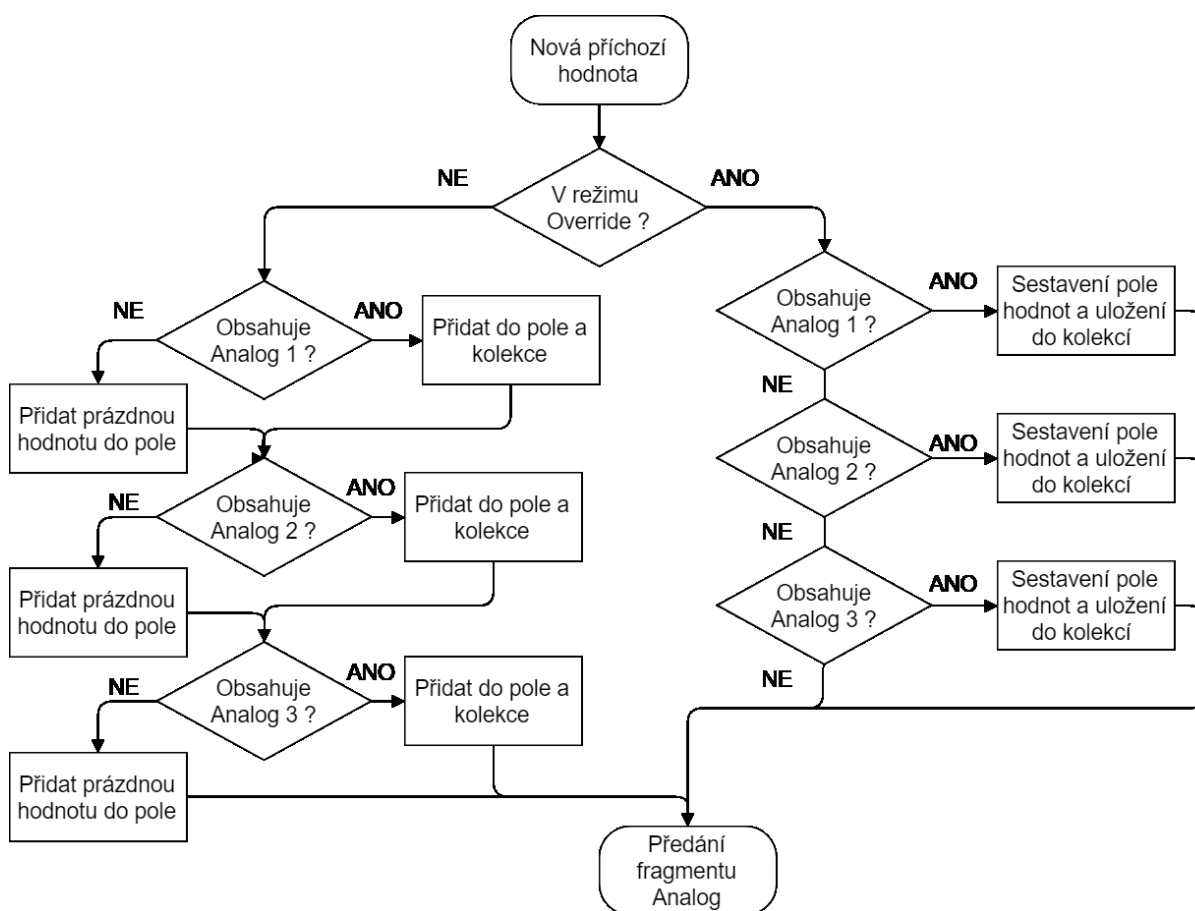 Nová příchozí
hodnota
V režimu
Override ?
NE
ANO
Obsahuje
Analog 1 ?
NE
ANO
Přidat do pole a
kolekce
Přidat prázdnou
hodnotu do pole
Obsahuje
Analog 2 ?
NE
ANO
Přidat do pole a
kolekce
Přidat prázdnou
hodnotu do pole
Obsahuje
Analog 3 ?
NE
ANO
Přidat do pole a
kolekce
Přidat prázdnou
hodnotu do pole
Obsahuje
Analog 1 ?
ANO
Sestavení pole
hodnot a uložení
do kolekcí
NE
Obsahuje
Analog 2 ?
ANO
Sestavení pole
hodnot a uložení
do kolekcí
NE
Obsahuje
Analog 3 ?
ANO
Sestavení pole
hodnot a uložení
do kolekcí
NE
Předání
fragmentu
Analog